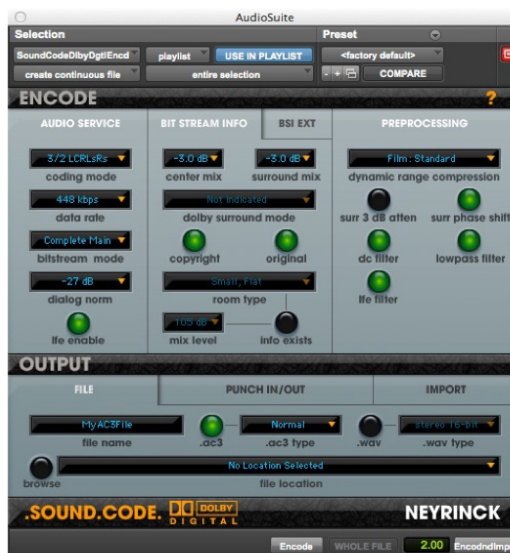 AudioSuite
Selection Preset
SoundCodeDlbyDgtlEncd playlist USE IN PLAYLIST <factory default>
create continuous file entire selection - + COMPARE
ENCODE ?
AUDIO SERVICE BIT STREAM INFO BSI EXT PREPROCESSING
3/2 LCRLsRs -3.0 dB -3.0 dB Film: Standard
coding mode center mix surround mix dynamic range compression
448 kbps Not Indicated
data rate dolby surround mode surr 3 dB atten surr phase shift
Complete Main
bitstream mode copyright original dc filter lowpass filter
-27 dB Small, Flat
dialog norm room type lfe filter
105 dB
lfe enable mix level info exists
OUTPUT
FILE PUNCH IN/OUT IMPORT
MyAC3File Normal stereo 16-bit
file name .ac3 .ac3 type .wav .wav type
No Location Selected
browse file location
.SOUND.CODE. DOLBY DIGITAL NEYRINCK
Encode WHOLE FILE 2.00 EncodndImp